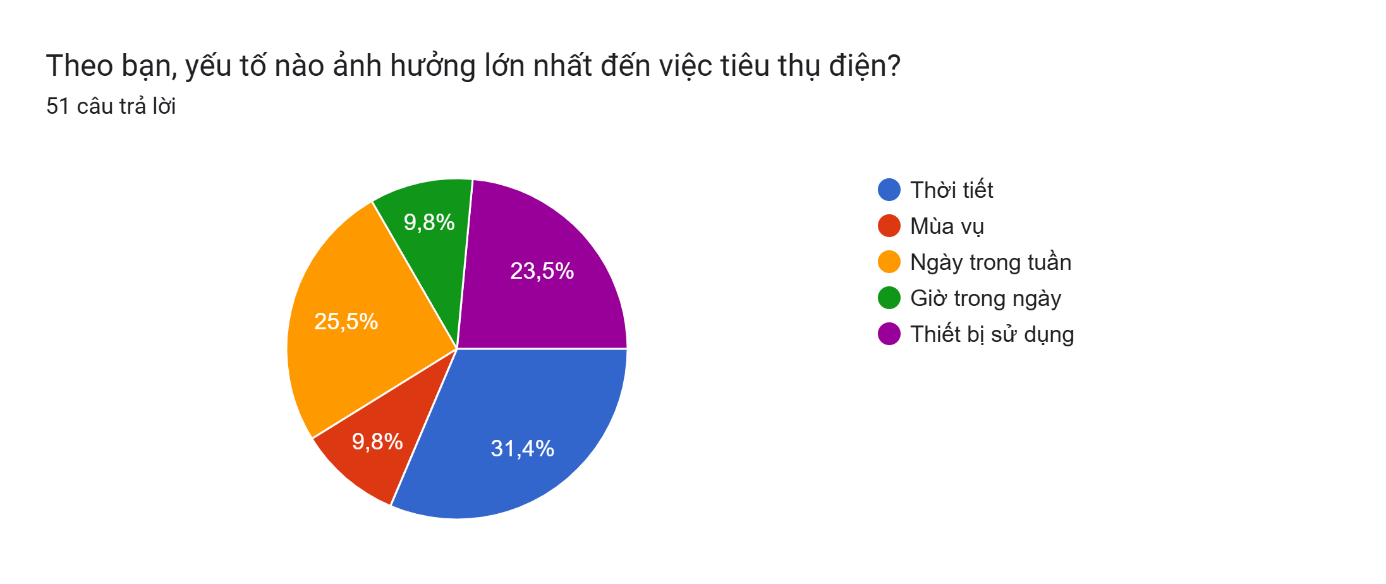 Theo bạn, yếu tố nào ảnh hưởng lớn nhất đến việc tiêu thụ điện?
51 câu trả lời
9,8%
23,5%
25,5%
9,8%
31,4%
Thời tiết
Mùa vụ
Ngày trong tuần
Giờ trong ngày
Thiết bị sử dụng